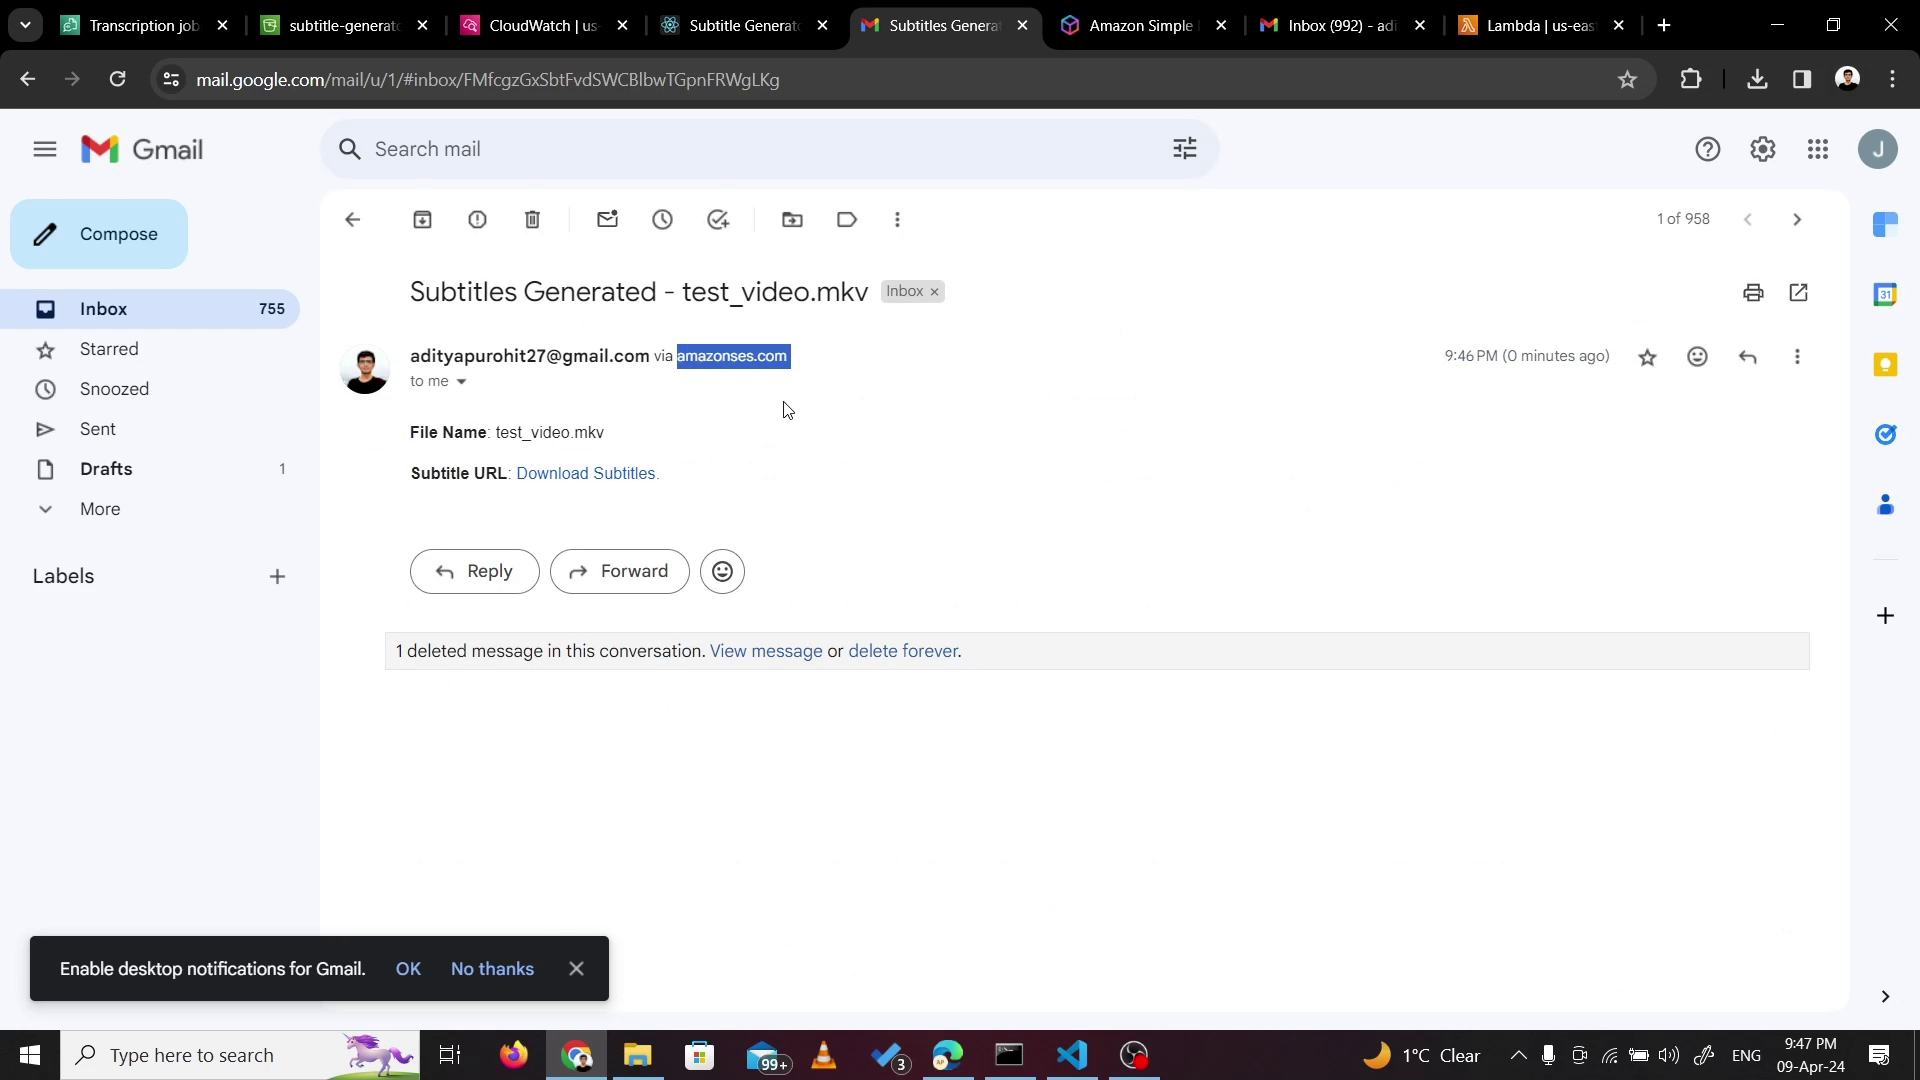 Transcription job
subtitle-generat
CloudWatch | us-
Subtitle Generat
Subtitles Genera
Amazon Simple
Inbox (992) - adi
Lambda | us-eas
mail.google.com/mail/u/1/#inbox/FMfcgzGxSbtFvdSWCBlbwTGpnFRWgLKg
Gmail
Search mail
J
Compose
1 of 958
Subtitles Generated - test_video.mkv
Inbox ×
Inbox 755
Starred
Snoozed
Sent
Drafts 1
More
Labels
adityapurohit27@gmail.com via amazonses.com
9:46 PM (0 minutes ago)
to me
File Name: test_video.mkv
Subtitle URL: Download Subtitles.
31
Reply
Forward
1 deleted message in this conversation. View message or delete forever.
Enable desktop notifications for Gmail. OK No thanks
Type here to search
99+
3
1°C Clear
ENG
9:47 PM
09-Apr-24